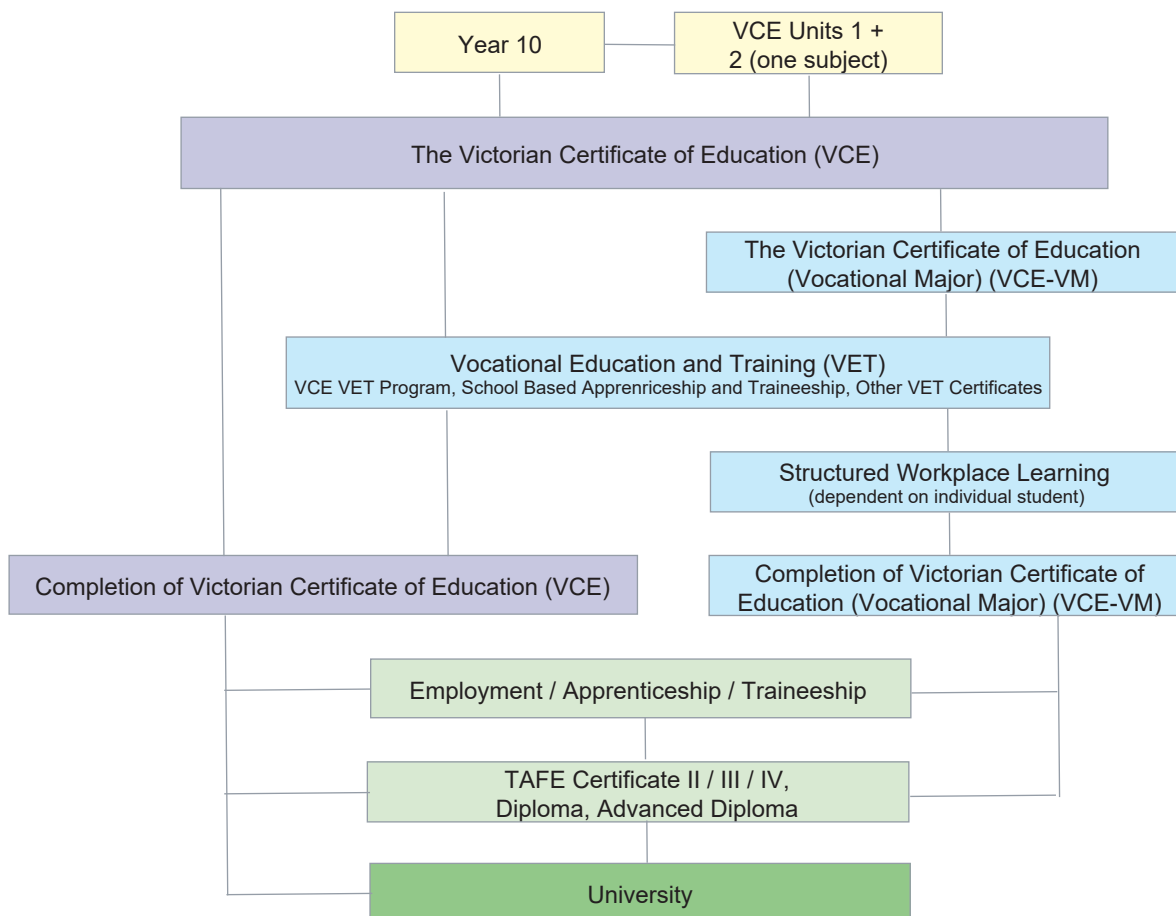 Year 10
VCE Units 1 +
2 (one subject)
The Victorian Certificate of Education (VCE)
The Victorian Certificate of Education
(Vocational Major) (VCE-VM)
Vocational Education and Training (VET)
VCE VET Program, School Based Apprenriceship and Traineeship, Other VET Certificates
Structured Workplace Learning
(dependent on individual student)
Completion of Victorian Certificate of Education (VCE)
Completion of Victorian Certificate of
Education (Vocational Major) (VCE-VM)
Employment / Apprenticeship / Traineeship
TAFE Certificate II / III / IV,
Diploma, Advanced Diploma
University